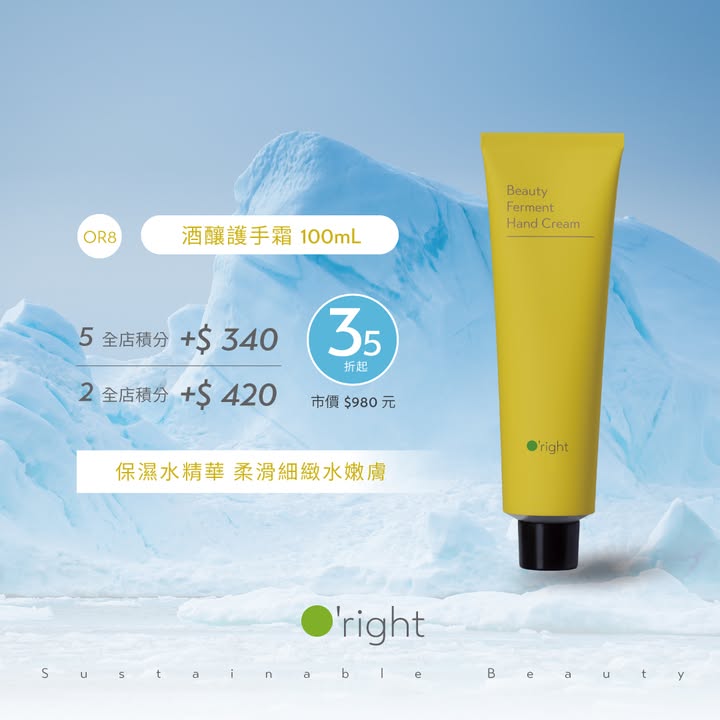 Beauty
Ferment
Hand Cream
OR8
酒釀護手霜 100mL
5 全店積分 +$ 340
2 全店積分 +$ 420
35
折起
市價 $980 元
保濕水精華 柔滑細緻水嫩膚
O'right
O'right
Sustainable Beauty